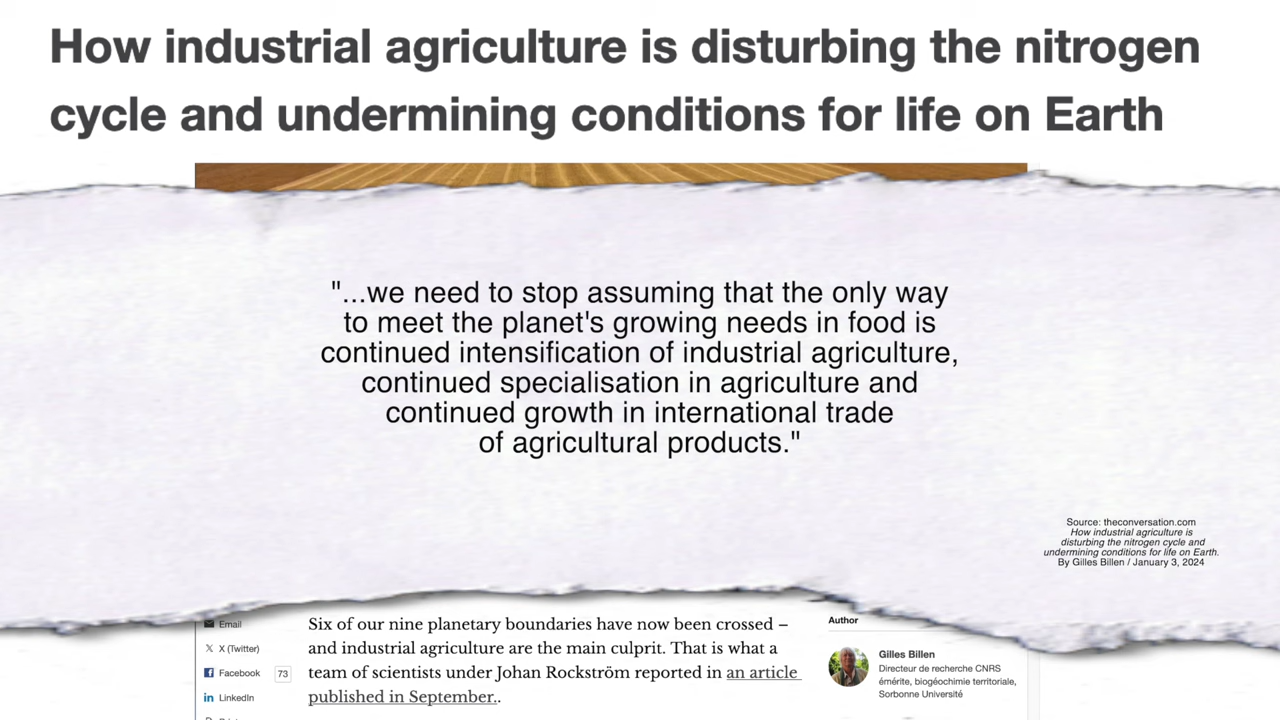 How industrial agriculture is disturbing the nitrogen
cycle and undermining conditions for life on Earth
"...we need to stop assuming that the only way
to meet the planet's growing needs in food is
continued intensification of industrial agriculture,
continued specialisation in agriculture and
continued growth in international trade
of agricultural products."
Source: theconversation.com
How industrial agriculture is
disturbing the nitrogen cycle and
undermining conditions for life on Earth.
By Gilles Billen / January 3, 2024
Email
X (Twitter)
Facebook 73
LinkedIn
Six of our nine planetary boundaries have now been crossed –
and industrial agriculture are the main culprit. That is what a
team of scientists under Johan Rockström reported in an article
published in September..
Author
Gilles Billen
Directeur de recherche CNRS
émérite, biogéochimie territoriale,
Sorbonne Université